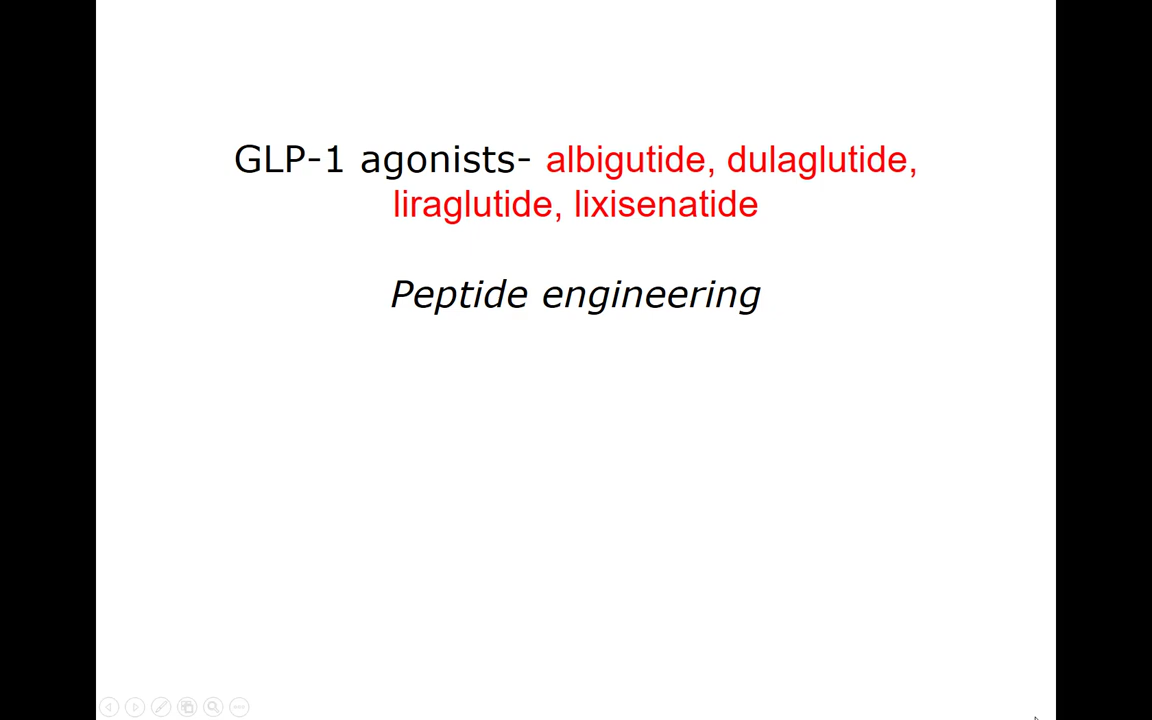 GLP-1 agonists- albigutide, dulaglutide,
liraglutide, lixisenatide
Peptide engineering